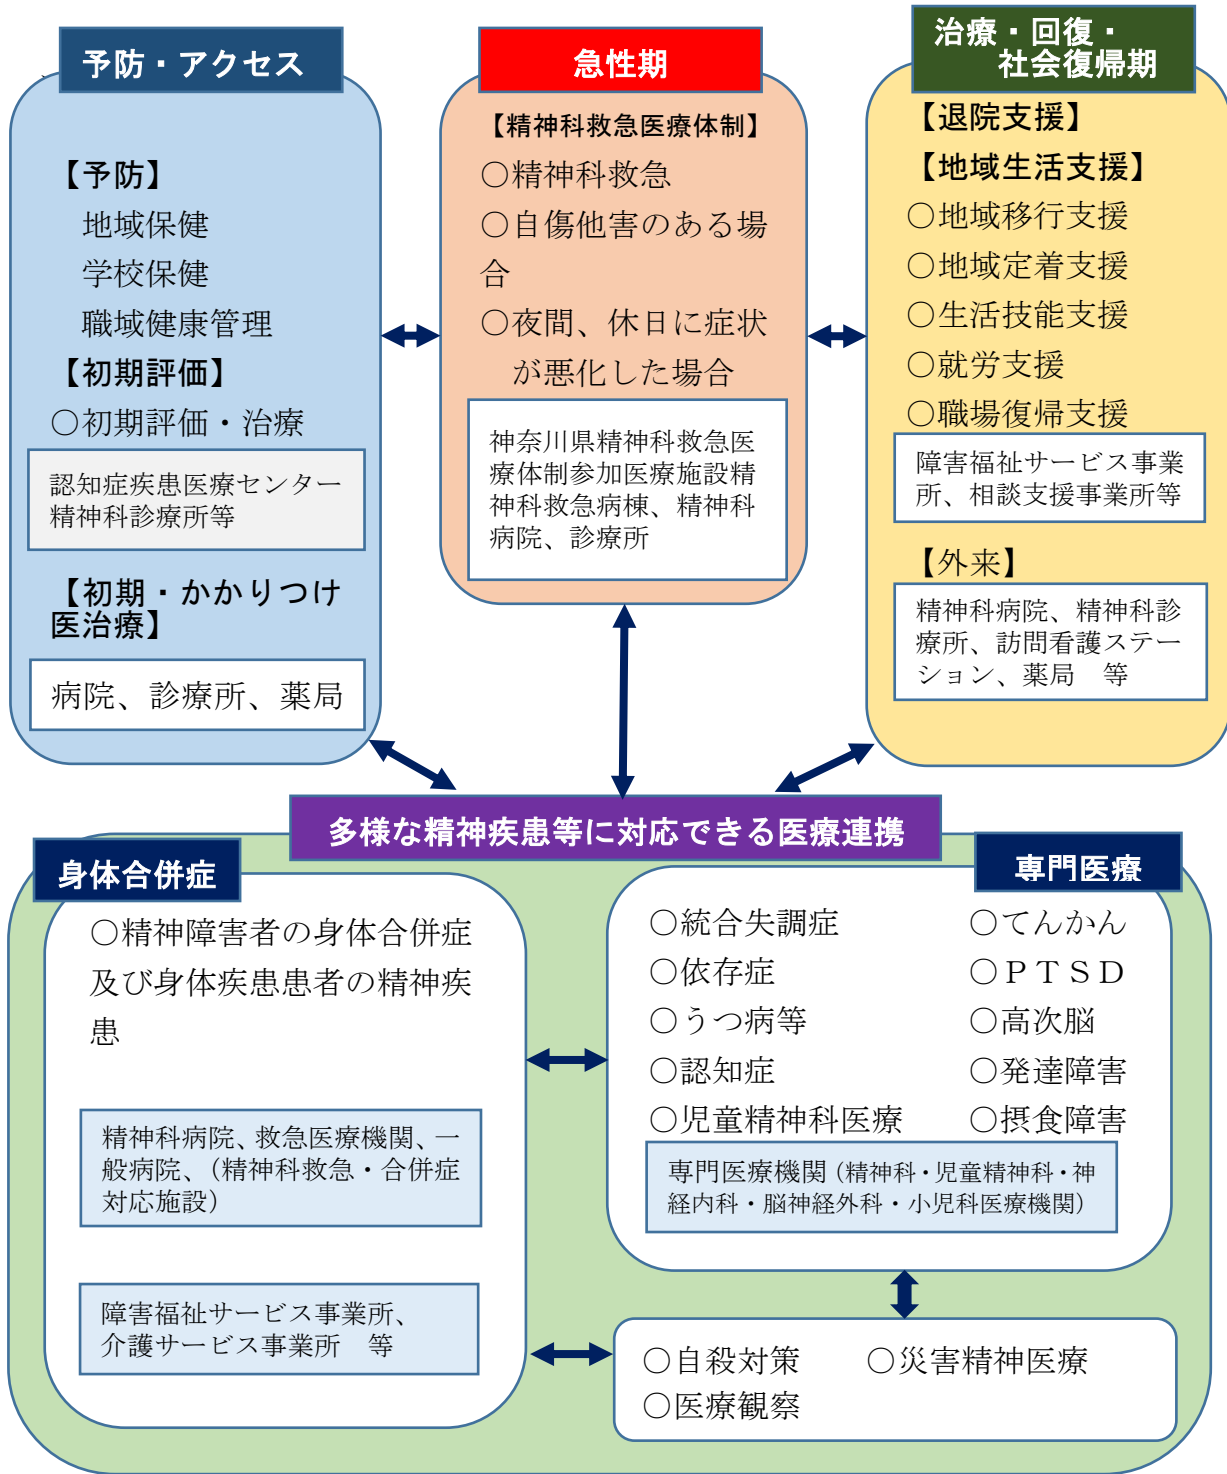 予防・アクセス
【予防】
地域保健
学校保健
職域健康管理
【初期評価】
○初期評価・治療
認知症疾患医療センター
精神科診療所等
【初期・かかりつけ
医治療】
病院、診療所、薬局
急性期
【精神科救急医療体制】
○精神科救急
○自傷他害のある場
合
○夜間、休日に症状
が悪化した場合
神奈川県精神科救急医
療体制参加医療施設精
神科救急病棟、精神科
病院、診療所
治療・回復・
社会復帰期
【退院支援】
【地域生活支援】
○地域移行支援
○地域定着支援
○生活技能支援
○就労支援
○職場復帰支援
障害福祉サービス事業
所、相談支援事業所等
【外来】
精神科病院、精神科診
療所、訪問看護ステー
ション、薬局　等
多様な精神疾患等に対応できる医療連携
身体合併症
○精神障害者の身体合併症
及び身体疾患患者の精神疾
患
精神科病院、救急医療機関、一
般病院、（精神科救急・合併症
対応施設）
障害福祉サービス事業所、
介護サービス事業所　等
専門医療
○統合失調症
○依存症
○うつ病等
○認知症
○児童精神科医療
○てんかん
○ＰＴＳＤ
○高次脳
○発達障害
○摂食障害
専門医療機関（精神科・児童精神科・神
経内科・脳神経外科・小児科医療機関）
○自殺対策　　○災害精神医療
○医療観察